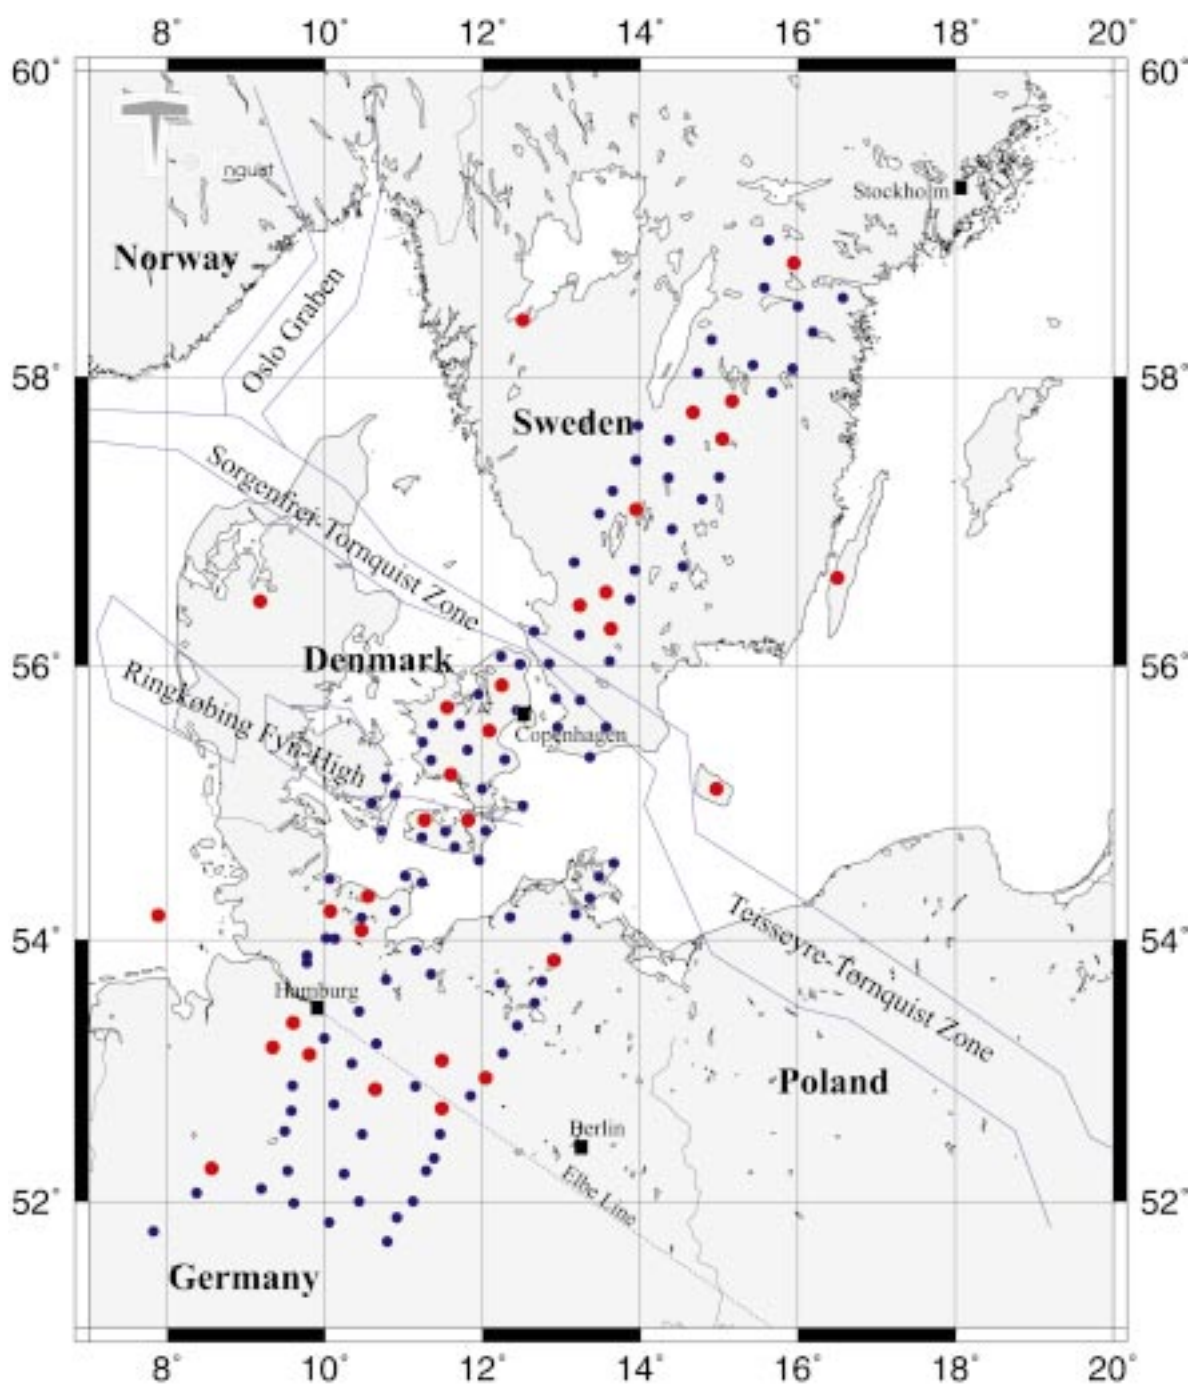 8° 10° 12° 14° 16° 18° 20°
60° 60°
nquist
Stockholm
Norway
Oslo Graben
58° 58°
Sweden
Sorgenfrei-Tornquist Zone
Denmark
56° 56°
Ringkøbing Fyn-High
Copenhagen
Teisseyre-Tornquist Zone
54° 54°
Hamburg
Poland
Berlin
Elbe Line
52° 52°
Germany
8° 10° 12° 14° 16° 18° 20°